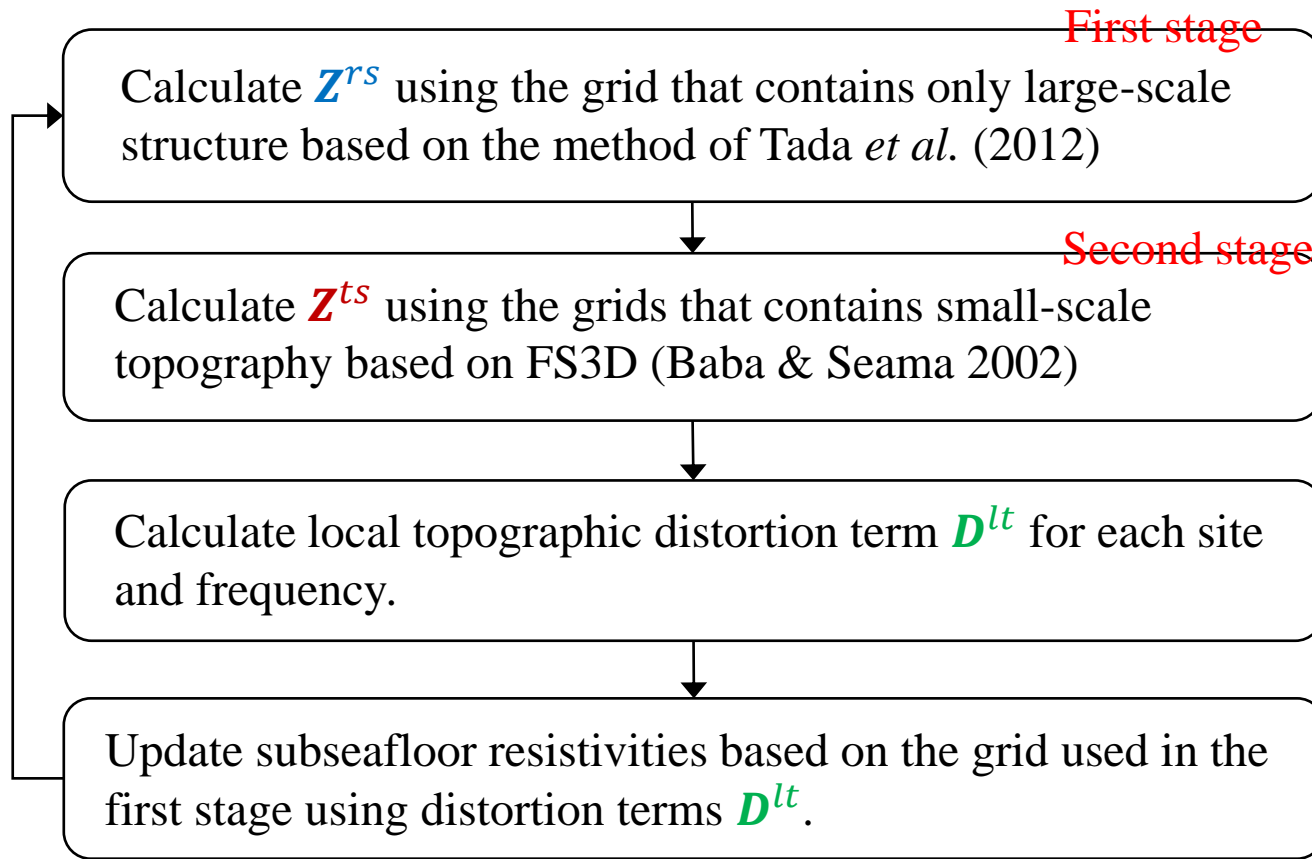 First stage
Calculate Z^{rs} using the grid that contains only large-scale
structure based on the method of Tada et al. (2012)
Second stage
Calculate Z^{ts} using the grids that contains small-scale
topography based on FS3D (Baba & Seama 2002)
Calculate local topographic distortion term D^{lt} for each site
and frequency.
Update subseafloor resistivities based on the grid used in the
first stage using distortion terms D^{lt}.